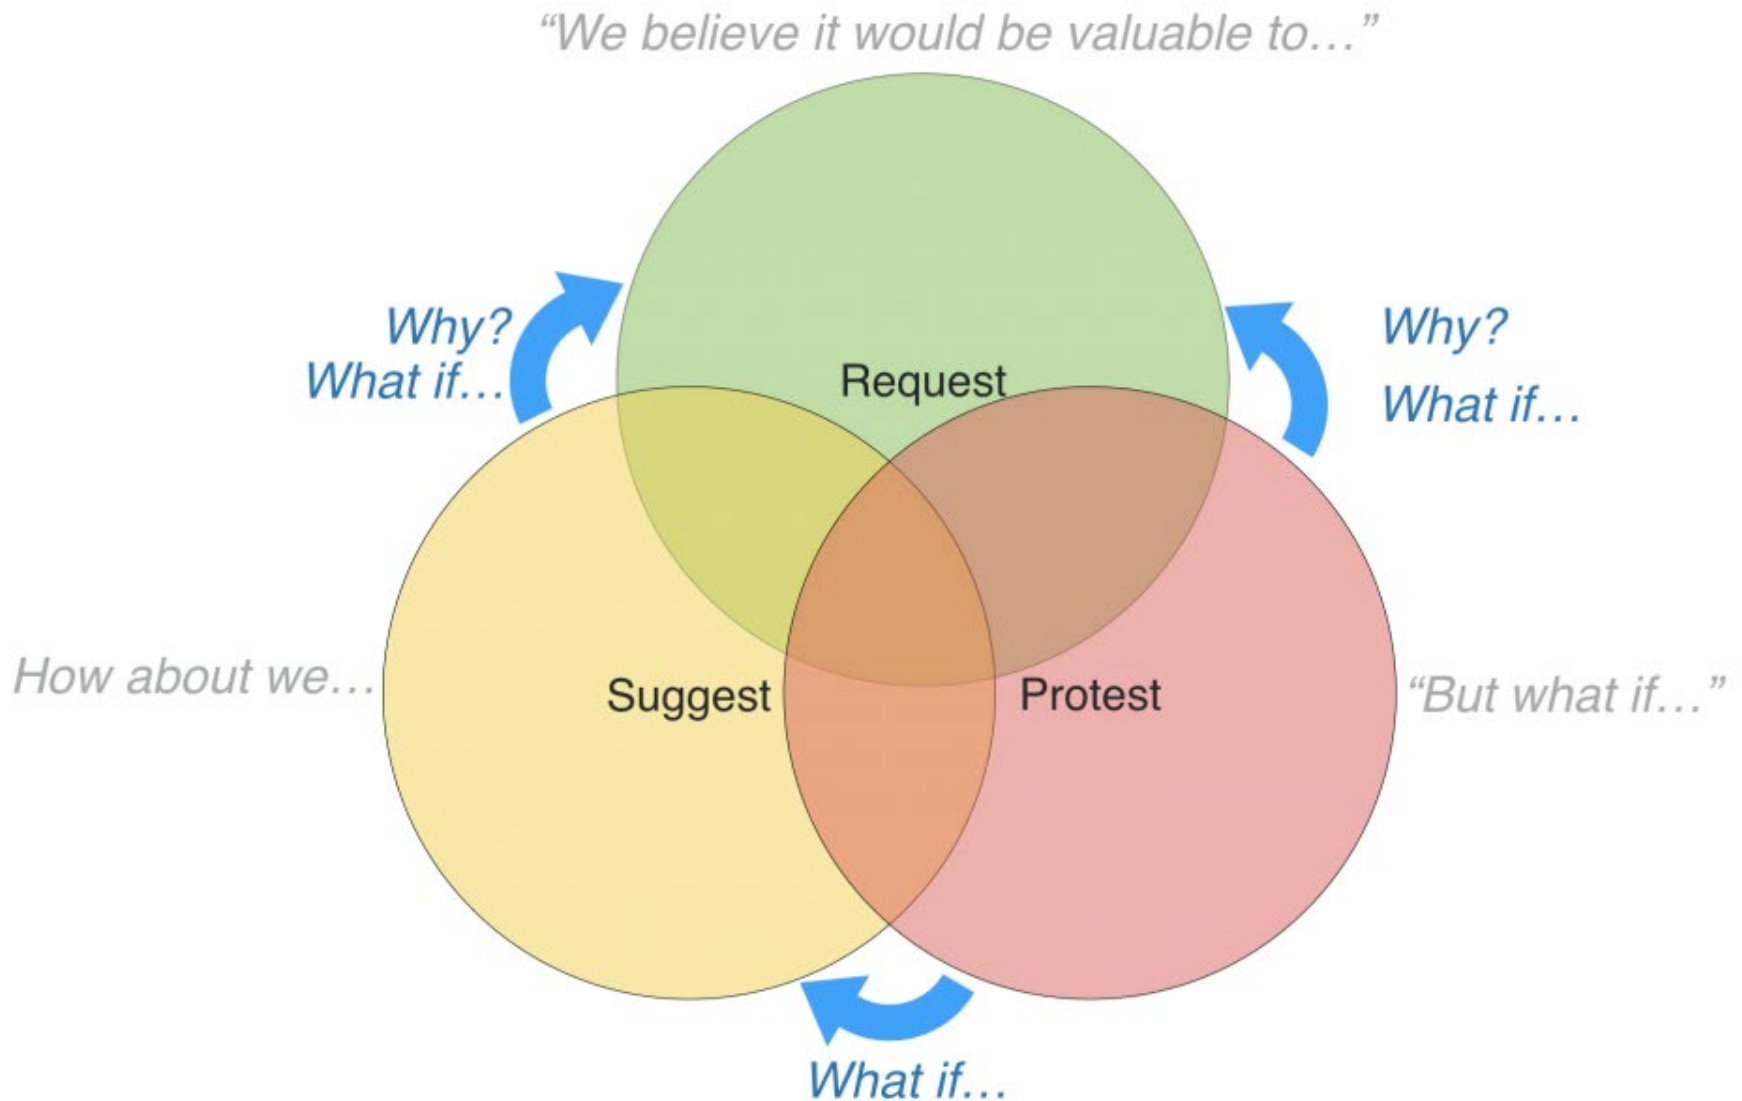 “We believe it would be valuable to…”
Why?
What if…
Why?
What if…
Request
How about we…
Suggest
Protest
“But what if…”
What if…